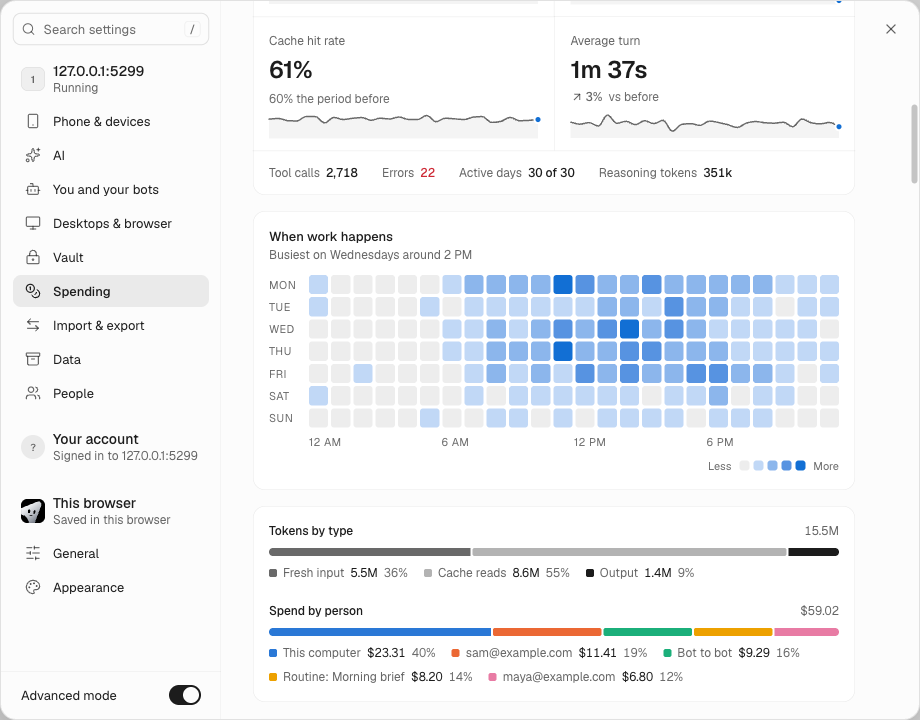 Search settings /
1
127.0.0.1:5299
Running
Phone & devices
AI
You and your bots
Desktops & browser
Vault
Spending
Import & export
Data
People
?
Your account
Signed in to 127.0.0.1:5299
This browser
Saved in this browser
General
Appearance
Advanced mode
Cache hit rate
61%
60% the period before
Average turn
1m 37s
3% vs before
Tool calls 2,718 Errors 22 Active days 30 of 30 Reasoning tokens 351k
When work happens
Busiest on Wednesdays around 2 PM
MON
TUE
WED
THU
FRI
SAT
SUN
12 AM 6 AM 12 PM 6 PM
Less More
Tokens by type 15.5M
Fresh input 5.5M 36% Cache reads 8.6M 55% Output 1.4M 9%
Spend by person $59.02
This computer $23.31 40% sam@example.com $11.41 19% Bot to bot $9.29 16%
Routine: Morning brief $8.20 14% maya@example.com $6.80 12%